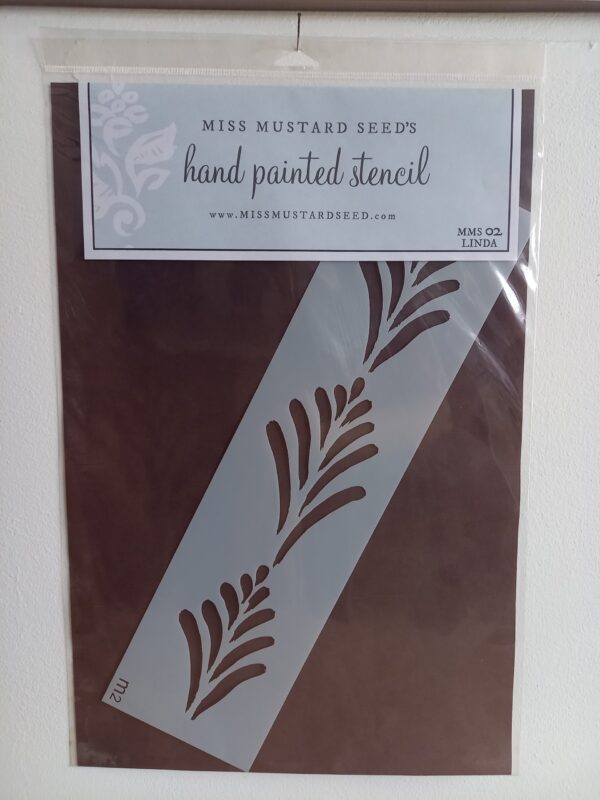 MISS MUSTARD SEED'S
hand painted stencil
www.MISSMUSTARDSEED.com
MMS 02
LINDA
m2